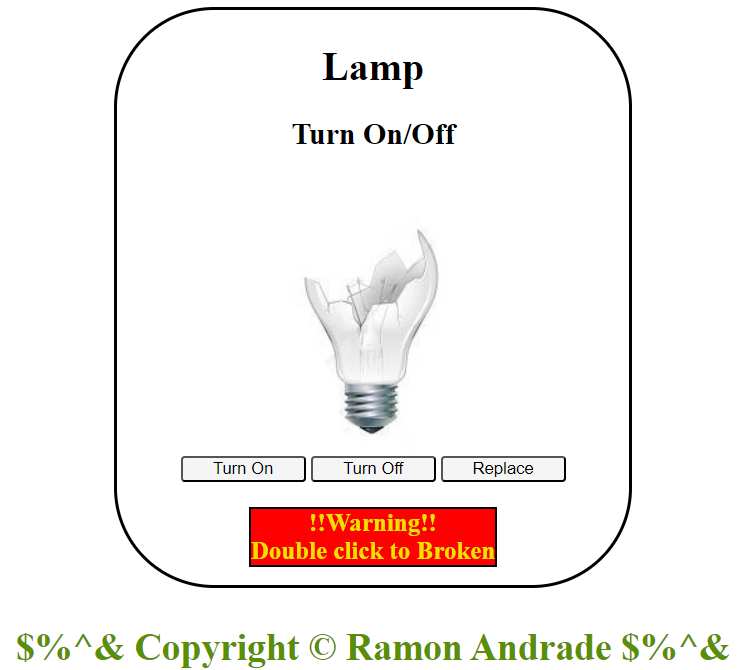 Lamp
Turn On/Off
Turn On Turn Off Replace
!!Warning!!
Double click to Broken
$%^& Copyright © Ramon Andrade $%^&